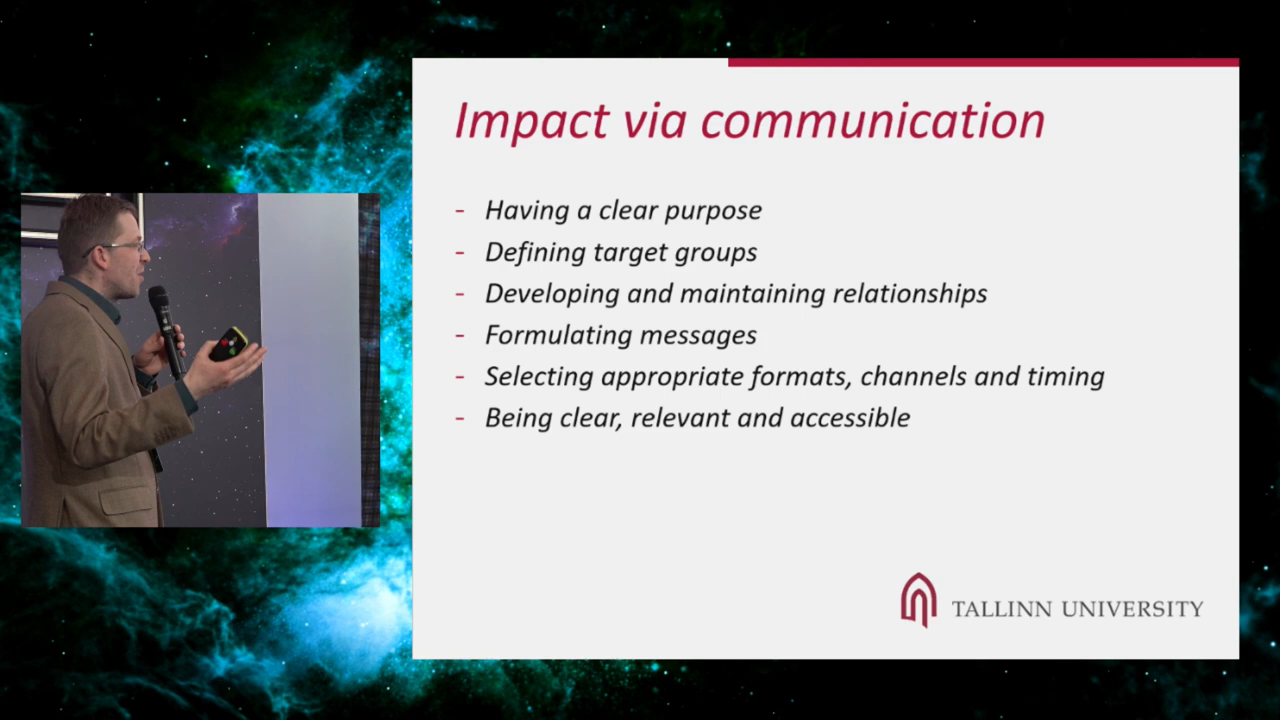 Impact via communication
- Having a clear purpose
- Defining target groups
- Developing and maintaining relationships
- Formulating messages
- Selecting appropriate formats, channels and timing
- Being clear, relevant and accessible
TALLINN UNIVERSITY